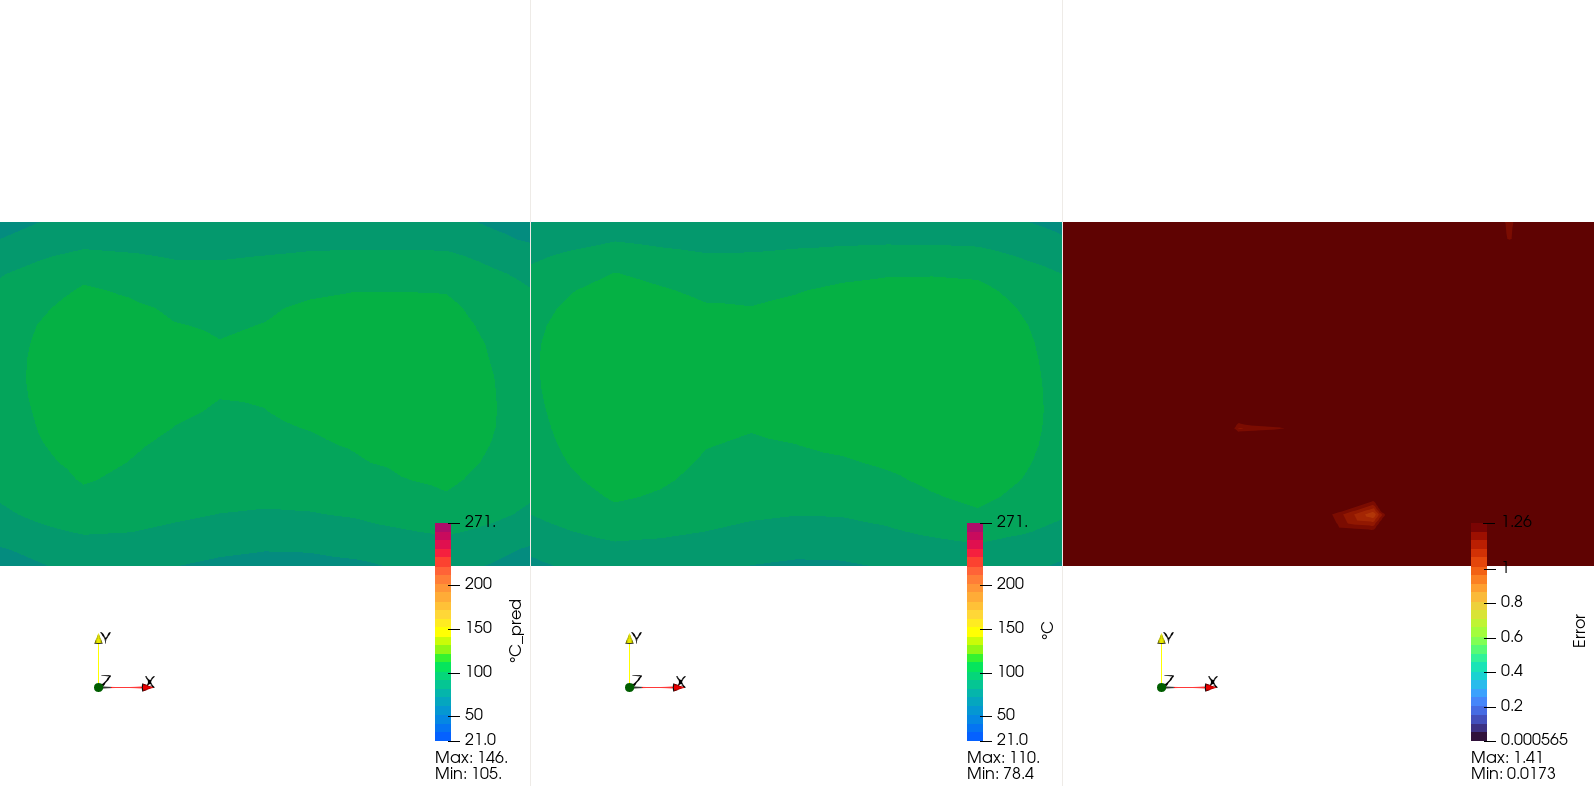 271.
200
150
100
50
21.0
°C_pred
Max: 146.
Min: 105.
Y
Z
X
271.
200
150
100
50
21.0
°C
Max: 110.
Min: 78.4
Y
Z
X
1.26
1
0.8
0.6
0.4
0.2
0.000565
Error
Max: 1.41
Min: 0.0173
Y
Z
X